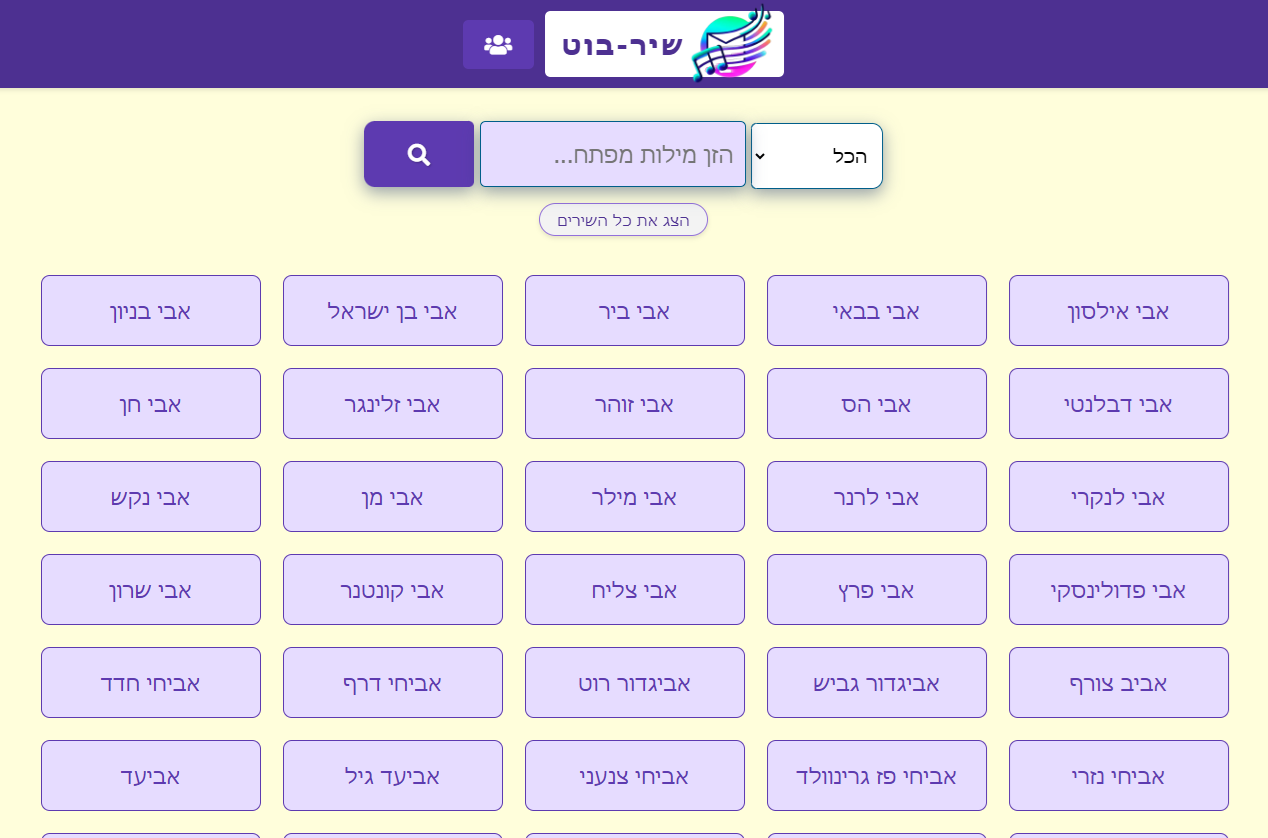 שיר-בוט
הכל
הזן מילות מפתח...
הצג את כל השירים
אבי אילסון
אבי בבאי
אבי ביר
אבי בן ישראל
אבי בניון
אבי דבלנטי
אבי הס
אבי זוהר
אבי זלינגר
אבי חן
אבי לנקרי
אבי לרנר
אבי מילר
אבי מן
אבי נקש
אבי פדולינסקי
אבי פרץ
אבי צליח
אבי קונטנר
אבי שרון
אביב צורף
אביגדור גביש
אביגדור רוט
אביחי דרף
אביחי חדד
אביחי נזרי
אביחי פז גרינוולד
אביחי צנעני
אביעד גיל
אביעד